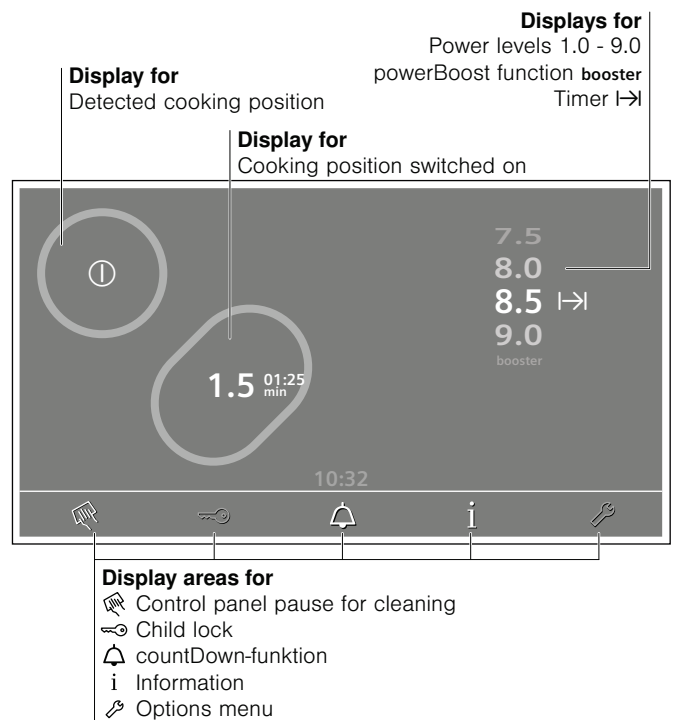 Displays for
Power levels 1.0 - 9.0
powerBoost function booster
Timer
Display for
Detected cooking position
Display for
Cooking position switched on
7.5
8.0
8.5
9.0
booster
1.5 01:25 min
10:32
i
Display areas for
Control panel pause for cleaning
Child lock
countDown-funktion
i Information
Options menu